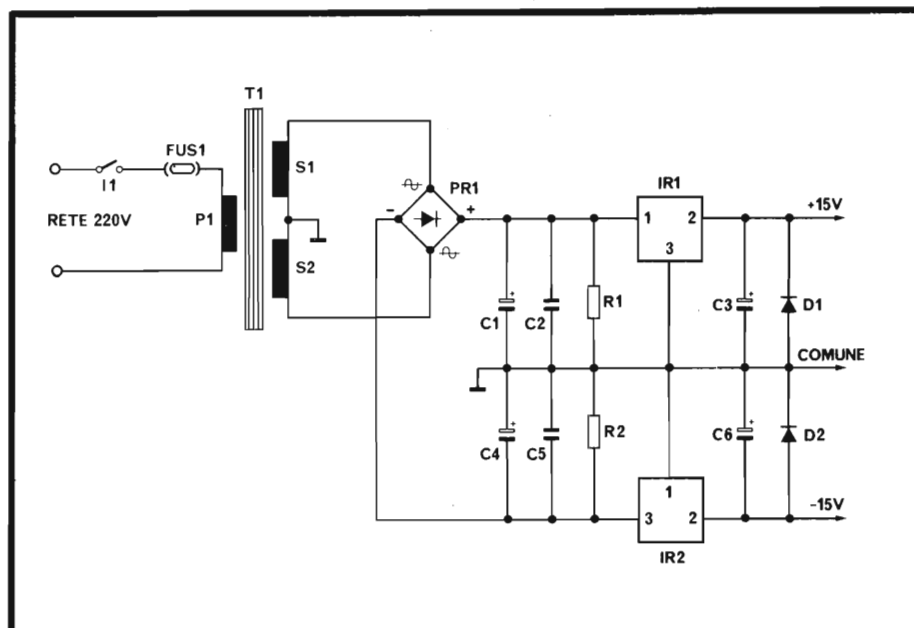 T1
FUS1
I1
S1
PR1
IR1
- +
1 2
+15V
RETE 220V
P1
3
S2
R1
C1
C2
C3
D1
COMUNE
R2
C4
C5
C6
D2
1
3 2
-15V
IR2